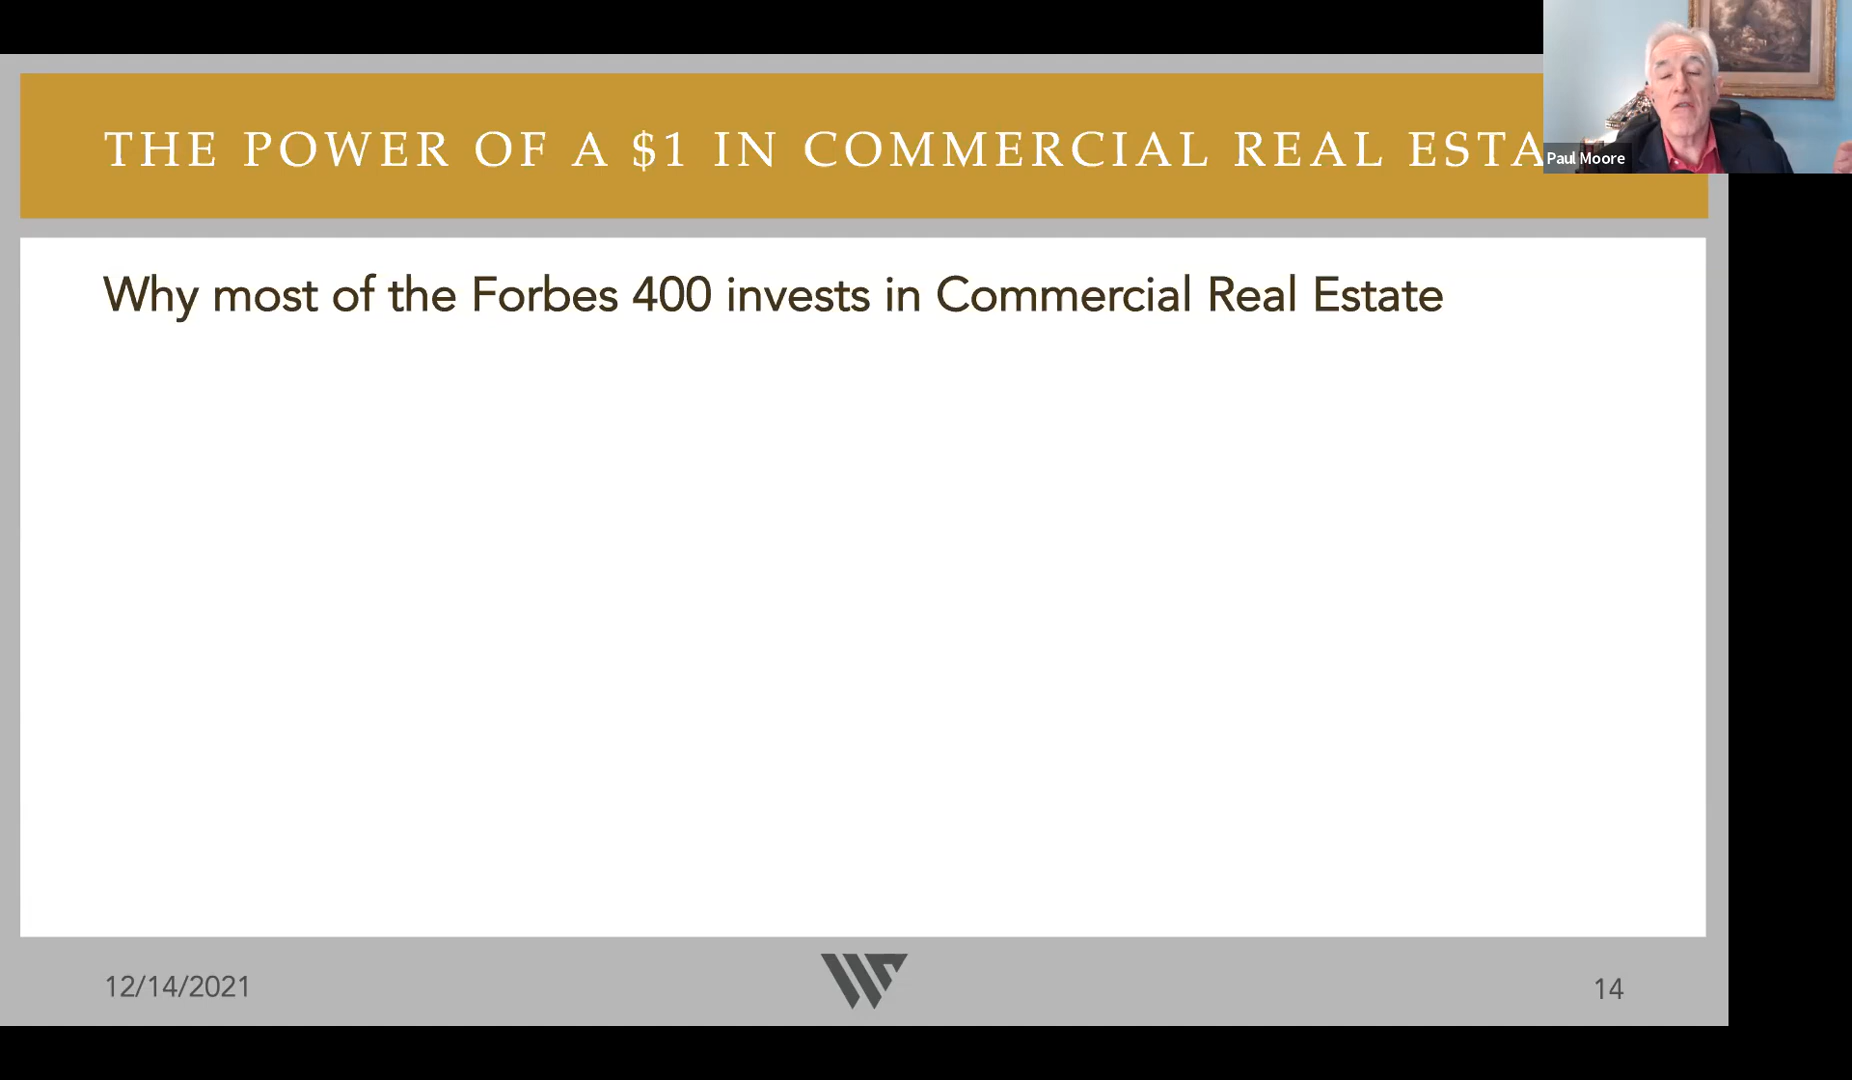 THE POWER OF A $1 IN COMMERCIAL REAL ESTA
Paul Moore
Why most of the Forbes 400 invests in Commercial Real Estate
12/14/2021
14